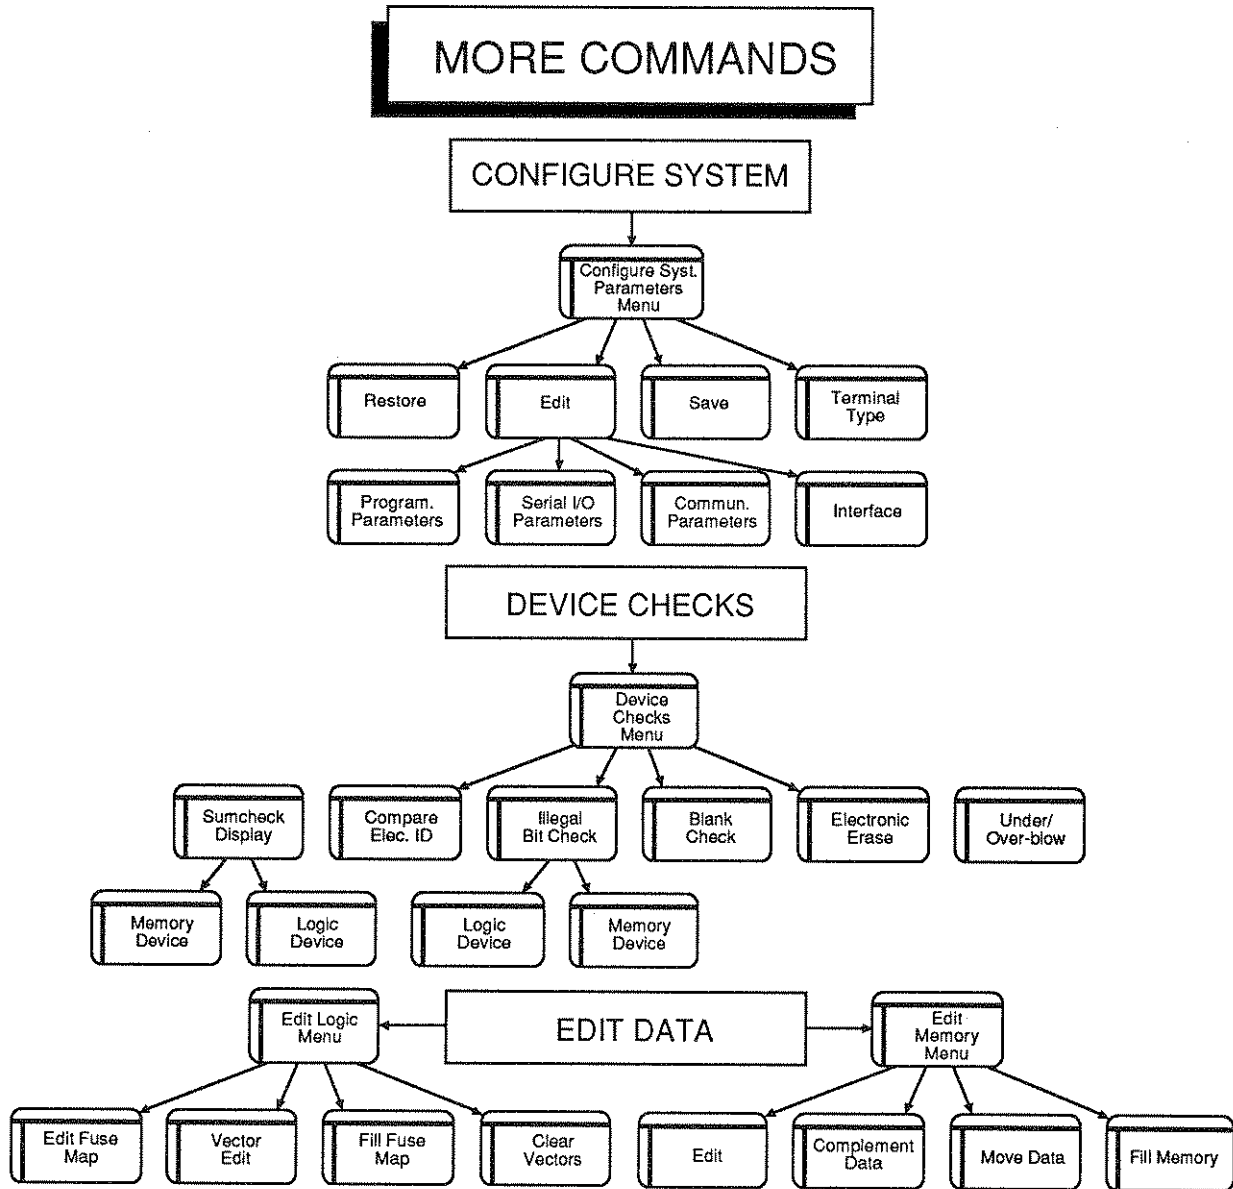 MORE COMMANDS
CONFIGURE SYSTEM
Configure Syst.
Parameters
Menu
Restore
Edit
Save
Terminal
Type
Program.
Parameters
Serial I/O
Parameters
Commun.
Parameters
Interface
DEVICE CHECKS
Device
Checks
Menu
Sumcheck
Display
Compare
Elec. ID
Illegal
Bit Check
Blank
Check
Electronic
Erase
Under/
Over-blow
Memory
Device
Logic
Device
Logic
Device
Memory
Device
Edit Logic
Menu
EDIT DATA
Edit
Memory
Menu
Edit Fuse
Map
Vector
Edit
Fill Fuse
Map
Clear
Vectors
Edit
Complement
Data
Move Data
Fill Memory